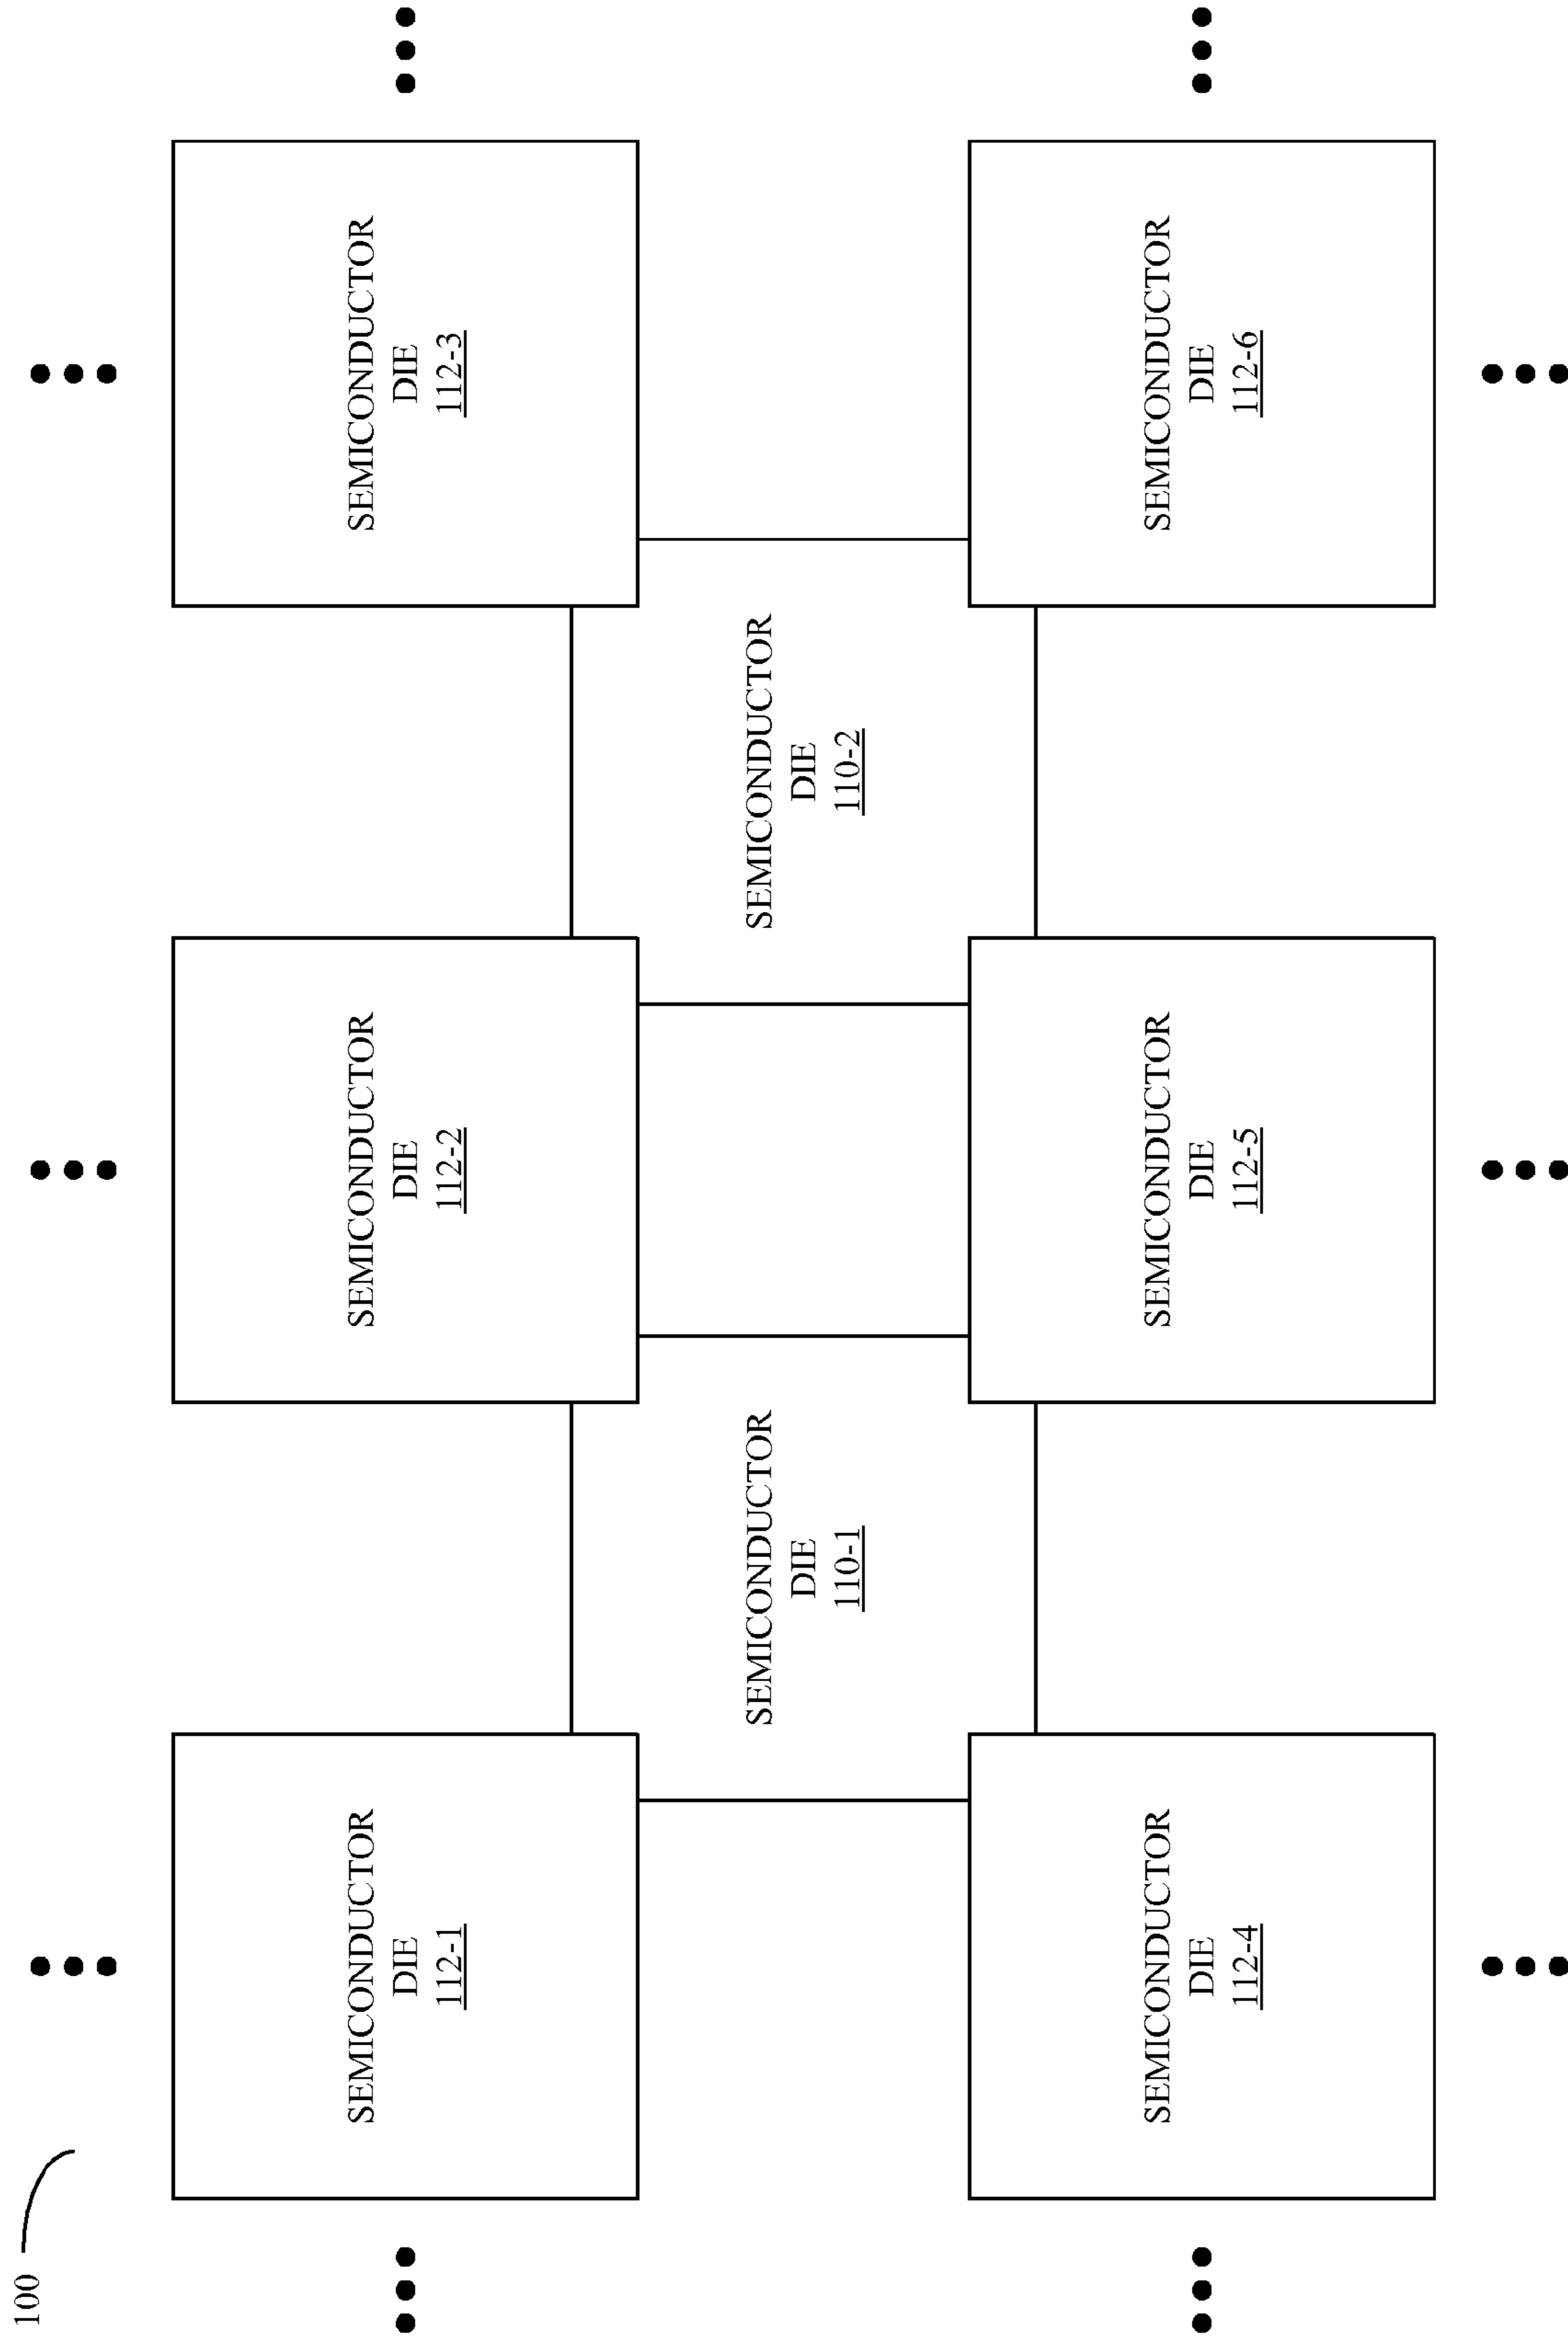 100
SEMICONDUCTOR
DIE
112-1
SEMICONDUCTOR
DIE
112-2
SEMICONDUCTOR
DIE
112-3
SEMICONDUCTOR
DIE
110-1
SEMICONDUCTOR
DIE
110-2
SEMICONDUCTOR
DIE
112-4
SEMICONDUCTOR
DIE
112-5
SEMICONDUCTOR
DIE
112-6